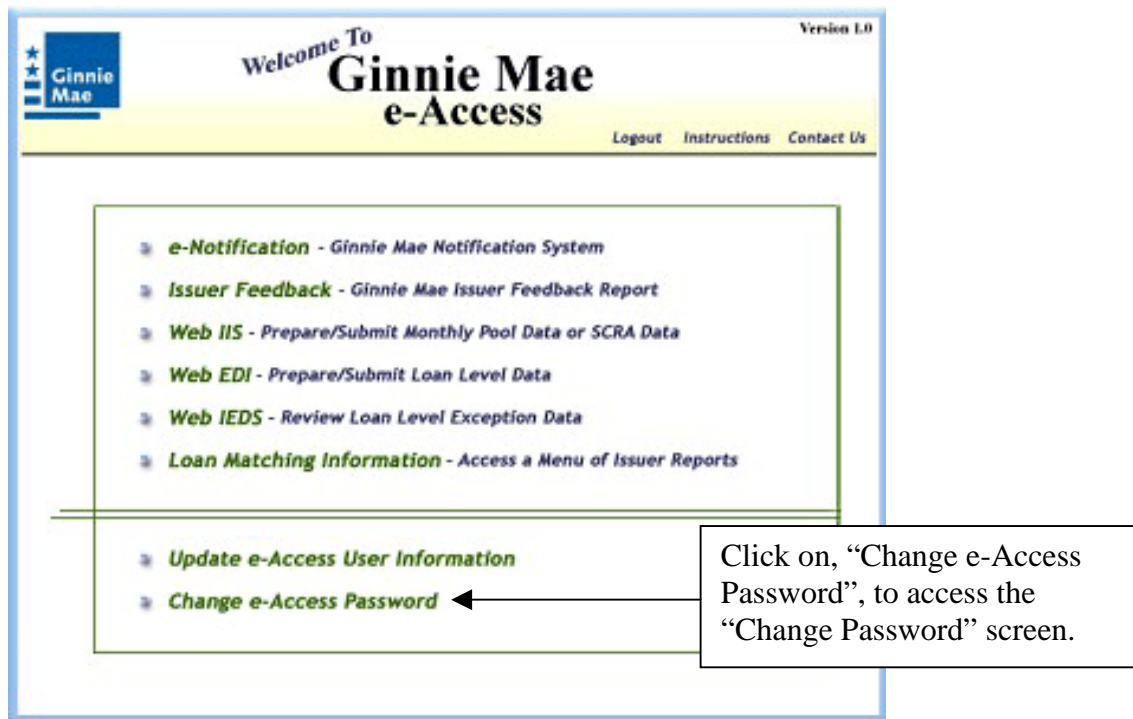 Version 1.0
Ginnie
Mae
Welcome To
Ginnie Mae
e-Access
Logout Instructions Contact Us
e-Notification - Ginnie Mae Notification System
Issuer Feedback - Ginnie Mae Issuer Feedback Report
Web IIS - Prepare/Submit Monthly Pool Data or SCRA Data
Web EDI - Prepare/Submit Loan Level Data
Web IEDS - Review Loan Level Exception Data
Loan Matching Information - Access a Menu of Issuer Reports
Update e-Access User Information
Change e-Access Password
Click on, “Change e-Access
Password”, to access the
“Change Password” screen.